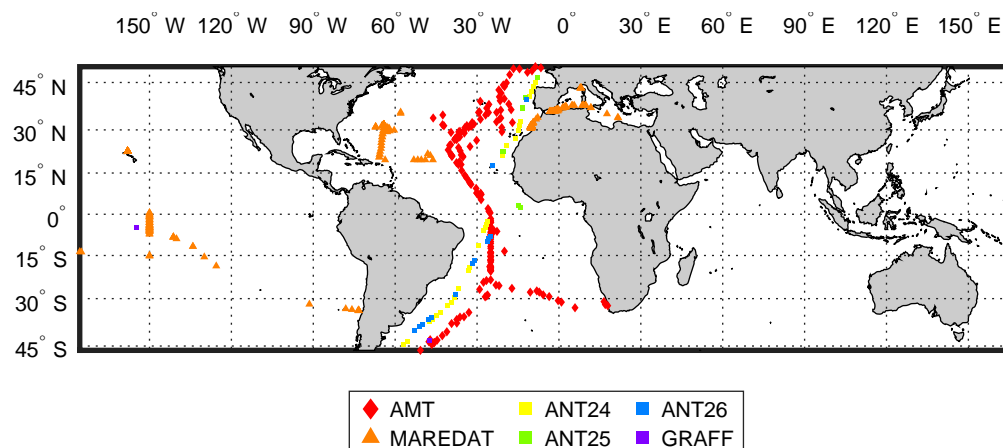 150° W 120° W 90° W 60° W 30° W 0° 30° E 60° E 90° E 120° E 150° E
45° N
30° N
15° N
0°
15° S
30° S
45° S
AMT ANT24 ANT26
MAREDAT ANT25 GRAFF